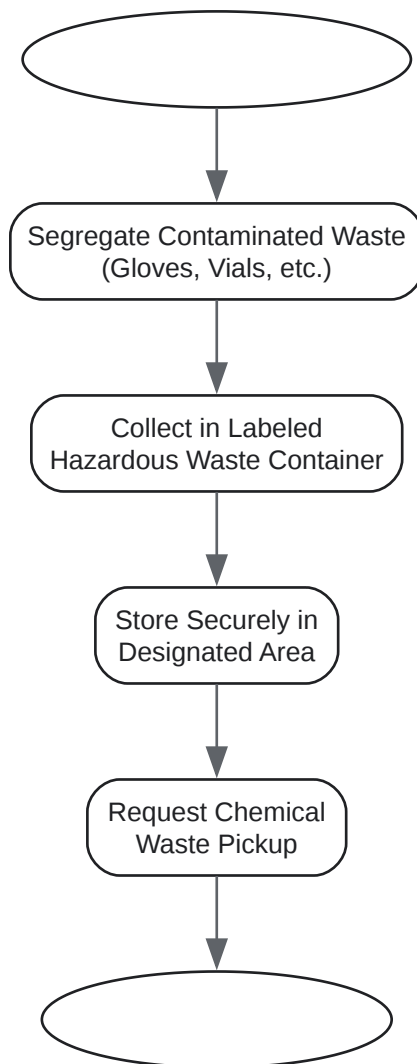 Segregate Contaminated Waste
(Gloves, Vials, etc.)
Collect in Labeled
Hazardous Waste Container
Store Securely in
Designated Area
Request Chemical
Waste Pickup